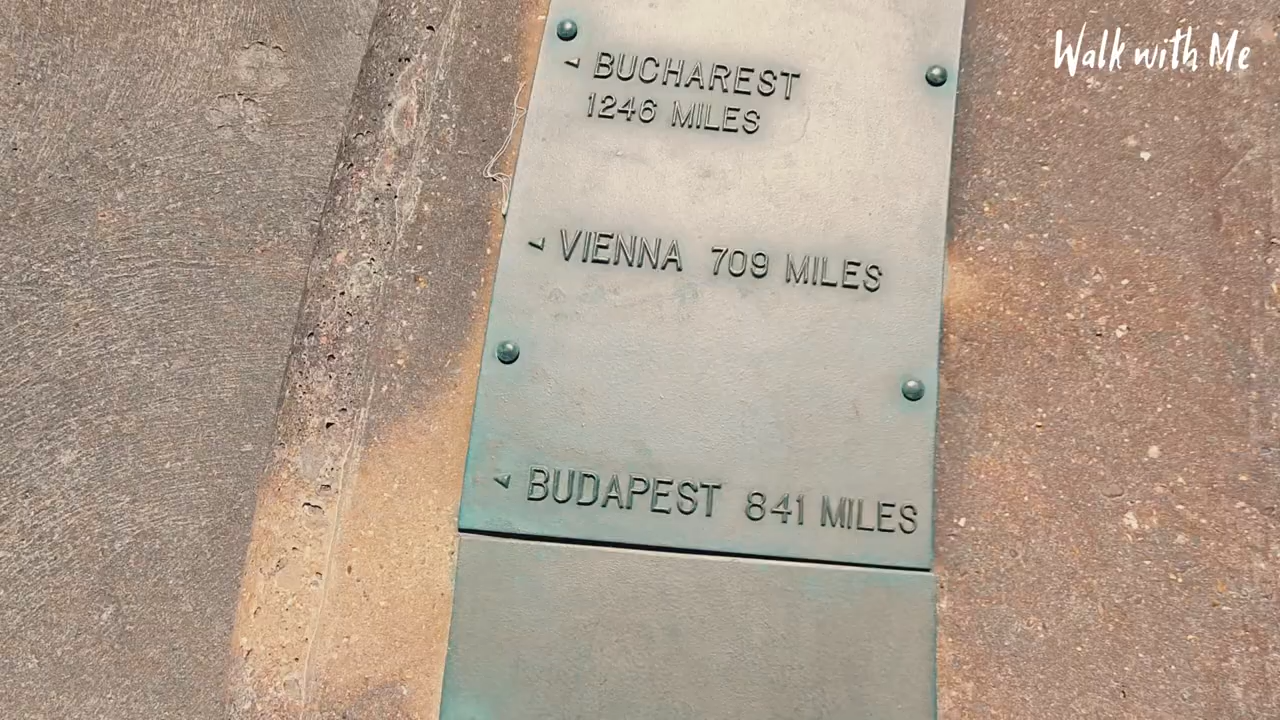 Walk with Me
BUCHAREST
1246 MILES
VIENNA 709 MILES
BUDAPEST 841 MILES